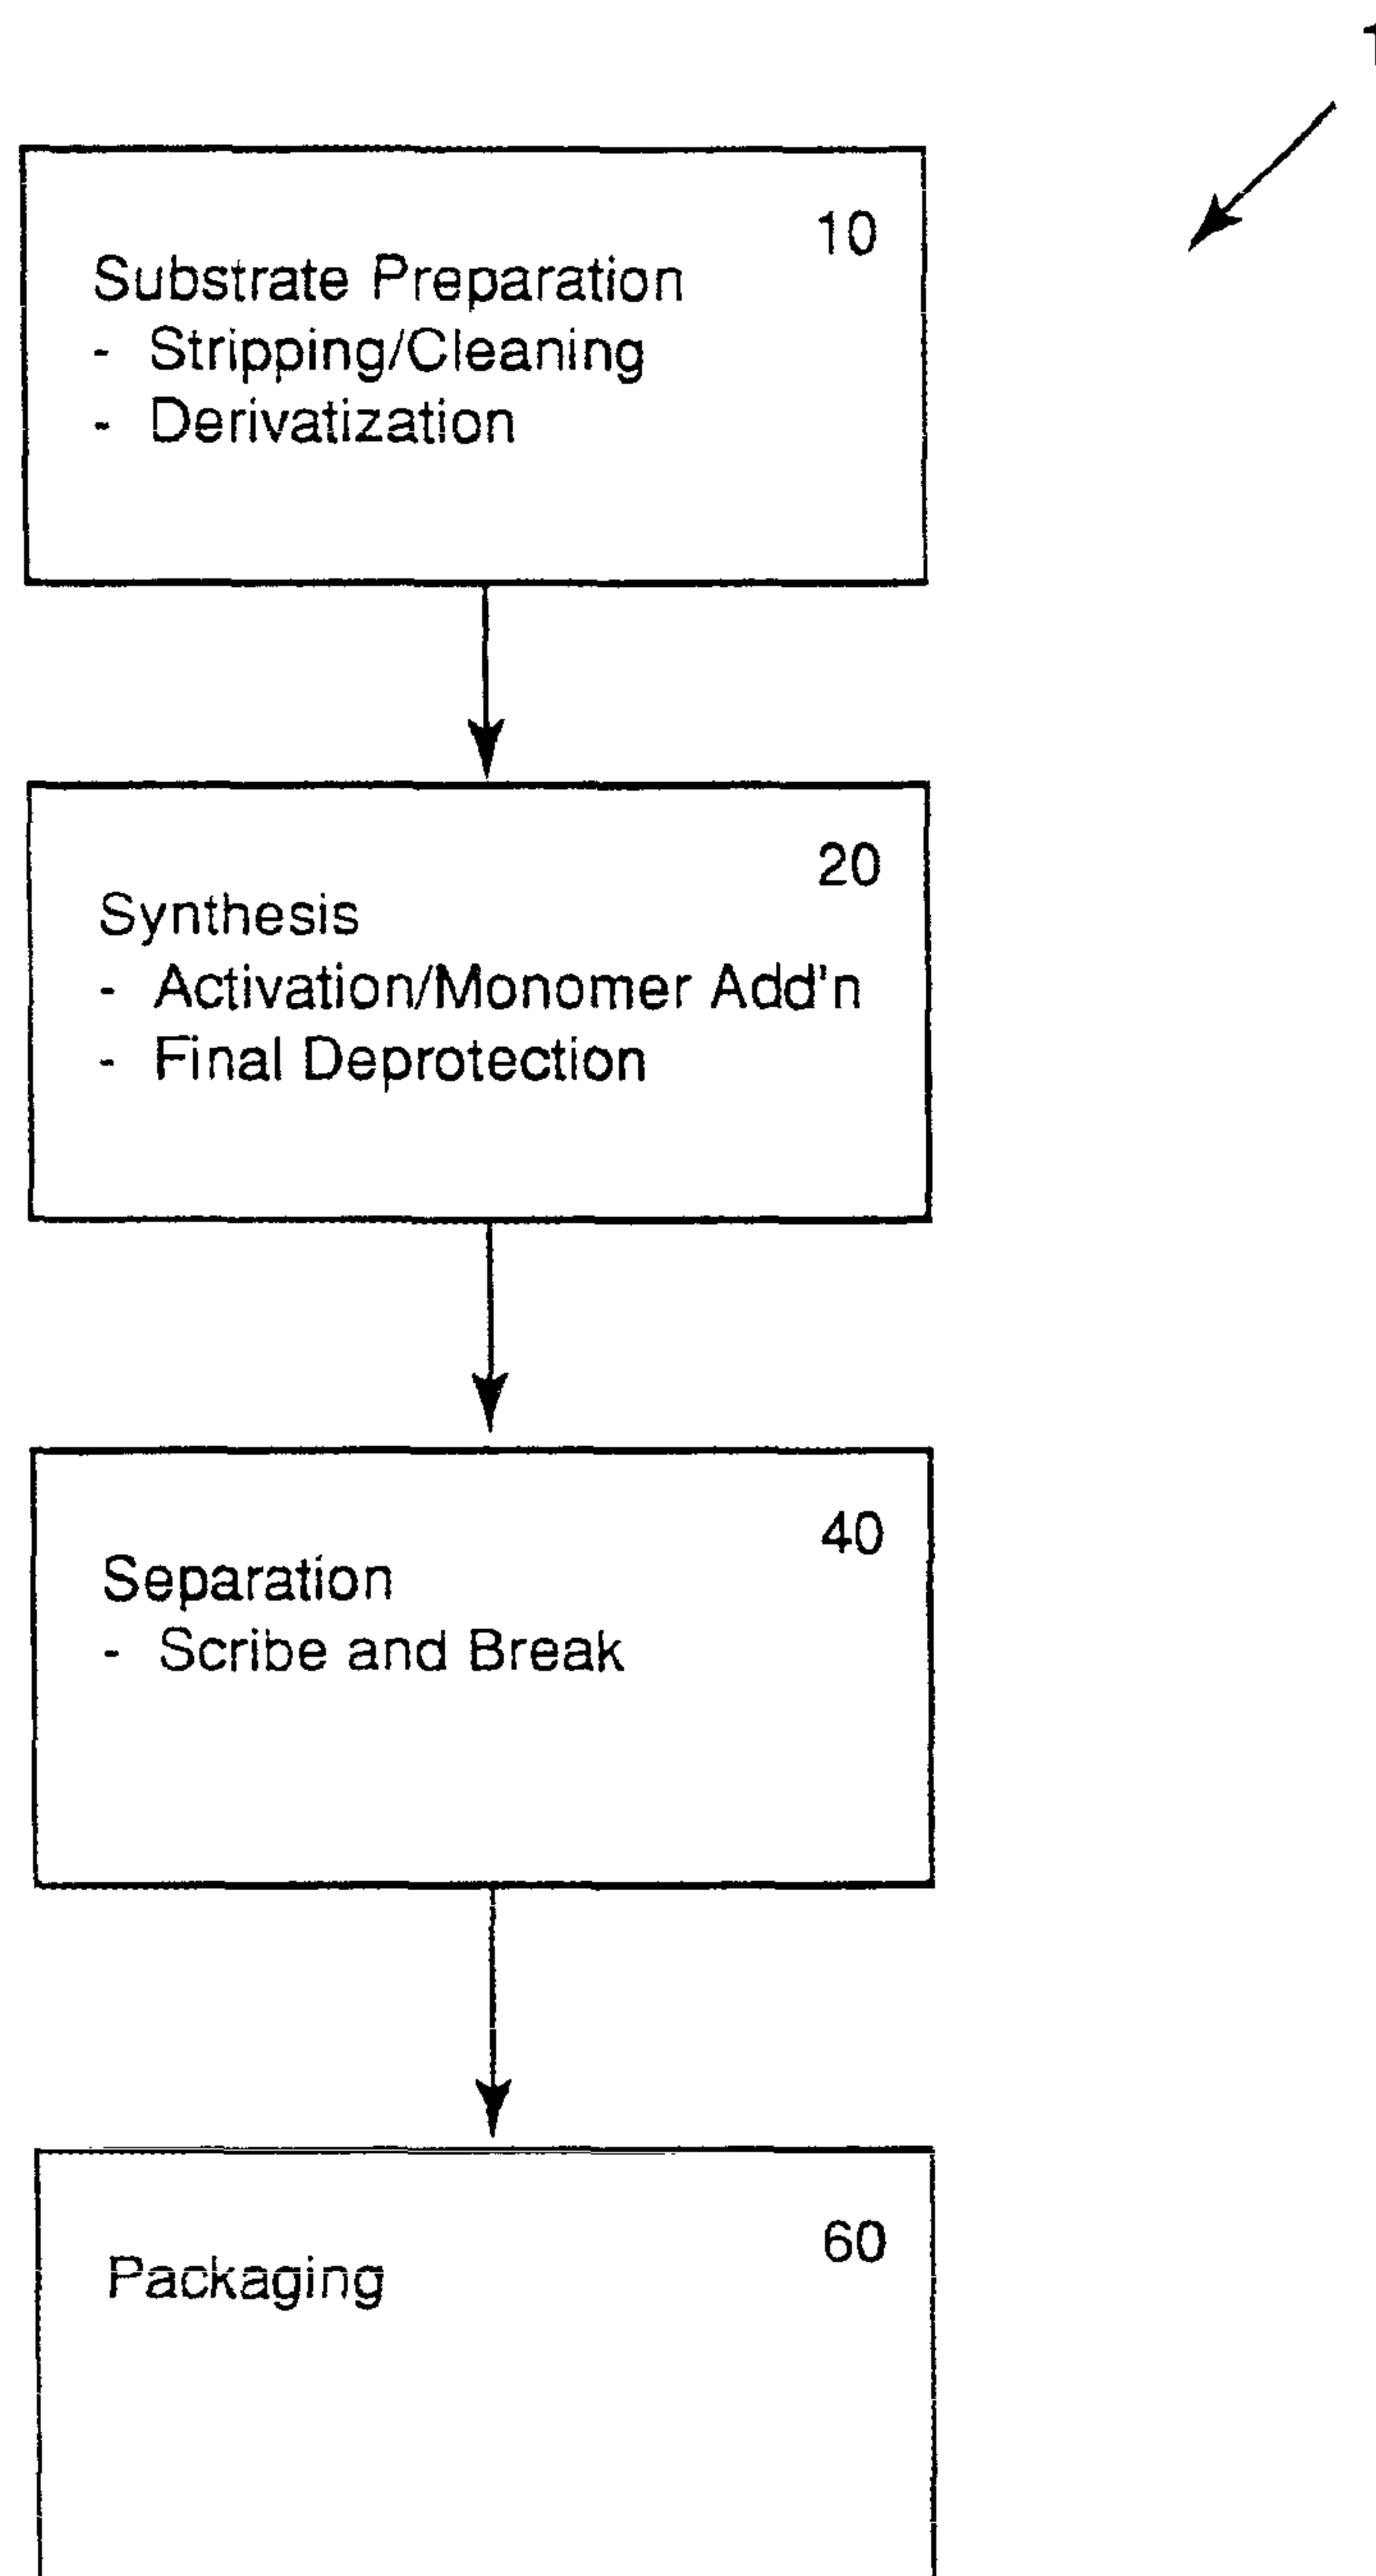 1
10
Substrate Preparation
- Stripping/Cleaning
- Derivatization
20
Synthesis
- Activation/Monomer Add'n
- Final Deprotection
40
Separation
- Scribe and Break
60
Packaging